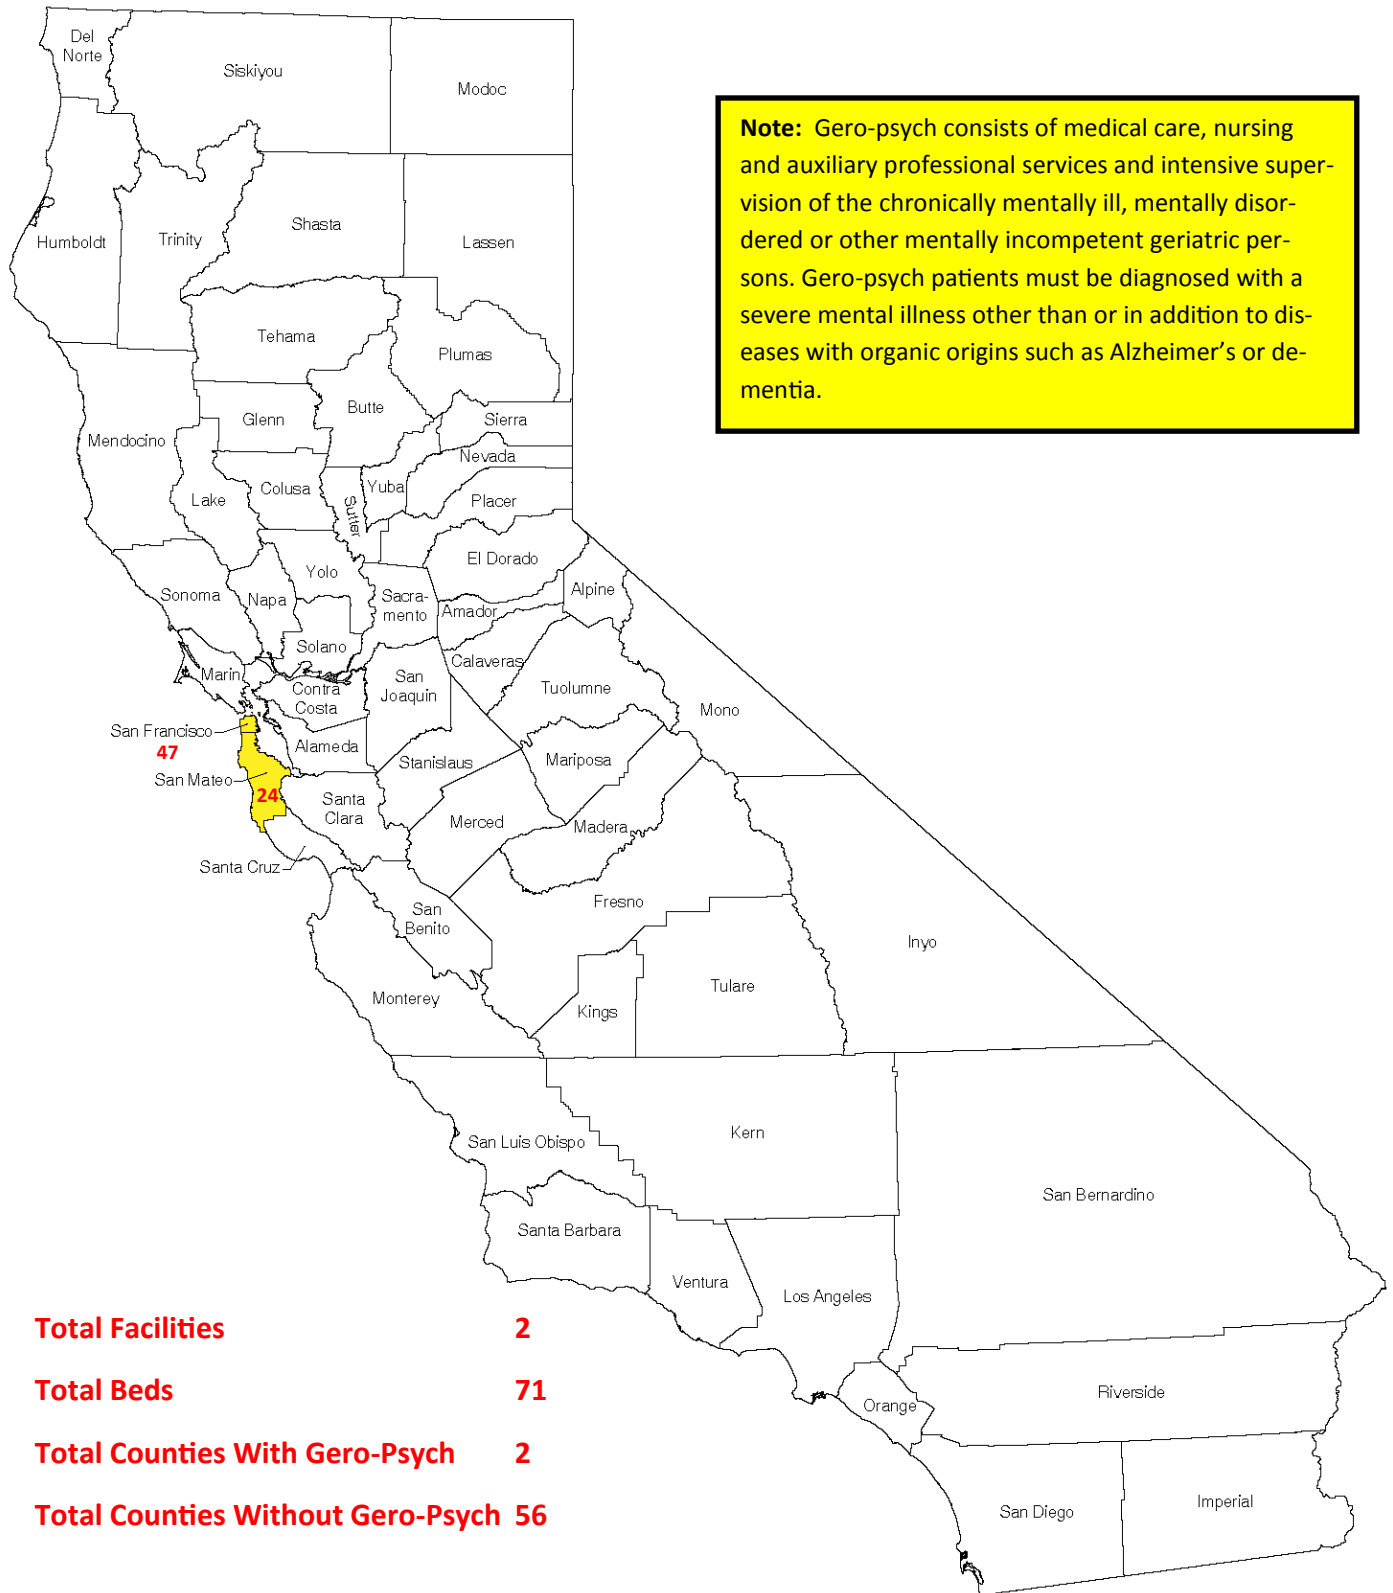 Del
Norte
Siskiyou
Modoc
Note: Gero-psych consists of medical care, nursing
and auxiliary professional services and intensive super-
vision of the chronically mentally ill, mentally disor-
dered or other mentally incompetent geriatric per-
sons. Gero-psych patients must be diagnosed with a
severe mental illness other than or in addition to dis-
eases with organic origins such as Alzheimer's or de-
mentia.
Humboldt
Trinity
Shasta
Lassen
Tehama
Plumas
Mendocino
Glenn
Butte
Sierra
Nevada
Lake
Colusa
Sutter
Yuba
Placer
El Dorado
Sonoma
Napa
Yolo
Sacra-
mento
Amador
Alpine
Solano
Marin
Calaveras
Contra
Costa
San
Joaquin
Tuolumne
Mono
San Francisco
47
Alameda
Stanislaus
Mariposa
San Mateo
24
Santa
Clara
Merced
Madera
Santa Cruz
San
Benito
Fresno
Inyo
Monterey
Kings
Tulare
San Luis Obispo
Kern
San Bernardino
Santa Barbara
Ventura
Los Angeles
Orange
Riverside
San Diego
Imperial
Total Facilities 2
Total Beds 71
Total Counties With Gero-Psych 2
Total Counties Without Gero-Psych 56